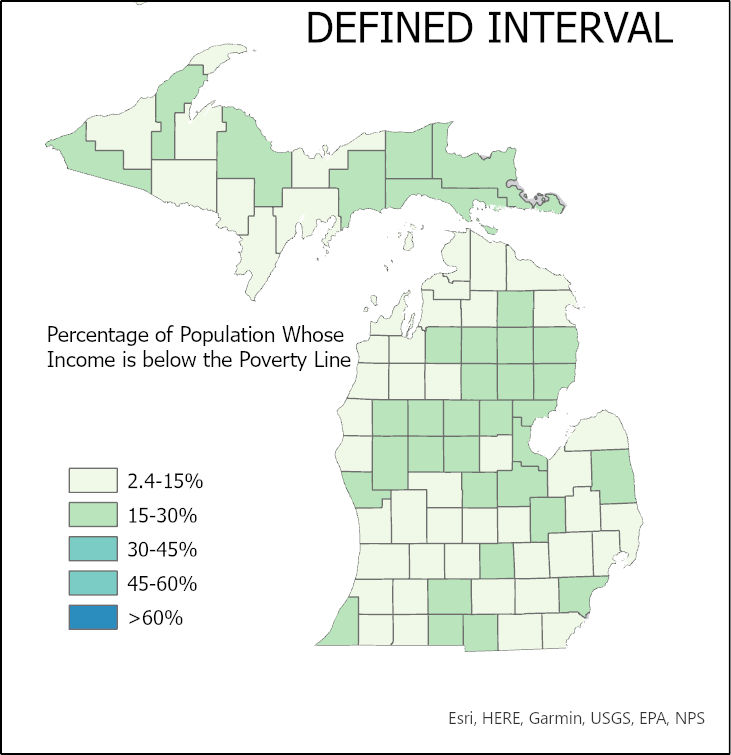 DEFINED INTERVAL
Percentage of Population Whose
Income is below the Poverty Line
2.4-15%
15-30%
30-45%
45-60%
>60%
Esri, HERE, Garmin, USGS, EPA, NPS